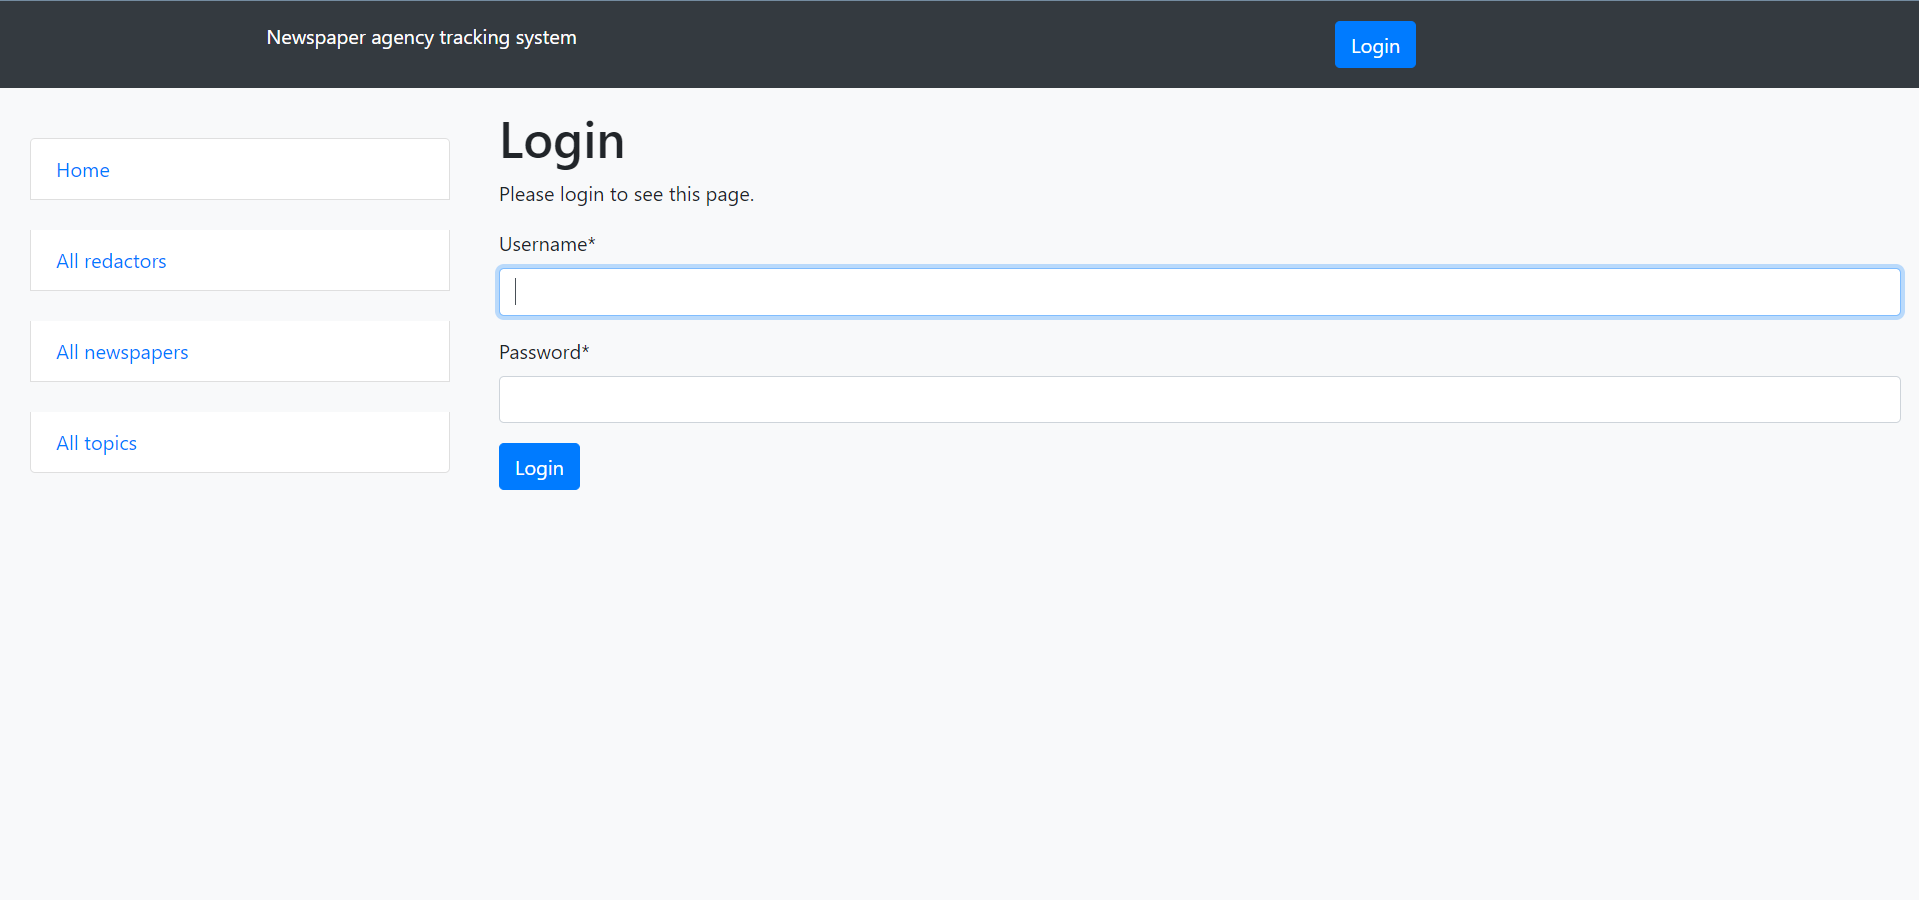 Newspaper agency tracking system
Login
Home
All redactors
All newspapers
All topics
Login
Please login to see this page.
Username*
Password*
Login